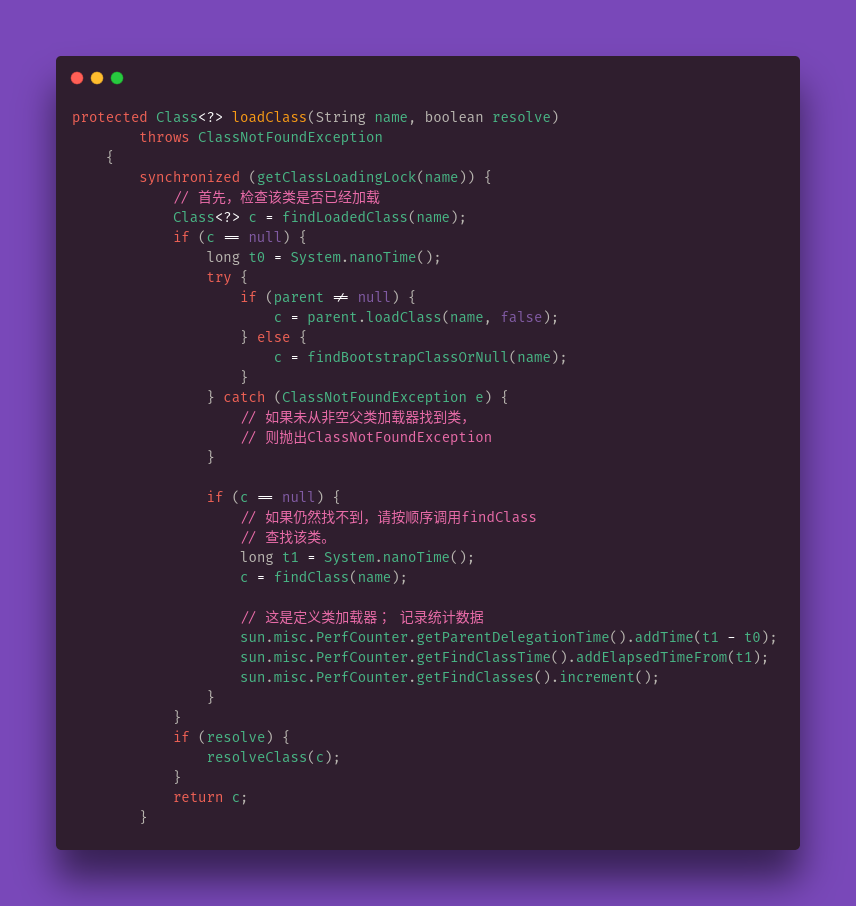 protected Class<?> loadClass(String name, boolean resolve)
        throws ClassNotFoundException
    {
        synchronized (getClassLoadingLock(name)) {
            // 首先，检查该类是否已经加载
            Class<?> c = findLoadedClass(name);
            if (c == null) {
                long t0 = System.nanoTime();
                try {
                    if (parent != null) {
                        c = parent.loadClass(name, false);
                    } else {
                        c = findBootstrapClassOrNull(name);
                    }
                } catch (ClassNotFoundException e) {
                    // 如果未从非空父类加载器找到类，
                    // 则抛出ClassNotFoundException
                }

                if (c == null) {
                    // 如果仍然找不到，请按顺序调用findClass
                    // 查找该类。
                    long t1 = System.nanoTime();
                    c = findClass(name);

                    // 这是定义类加载器； 记录统计数据
                    sun.misc.PerfCounter.getParentDelegationTime().addTime(t1 - t0);
                    sun.misc.PerfCounter.getFindClassTime().addElapsedTimeFrom(t1);
                    sun.misc.PerfCounter.getFindClasses().increment();
                }
            }
            if (resolve) {
                resolveClass(c);
            }
            return c;
        }